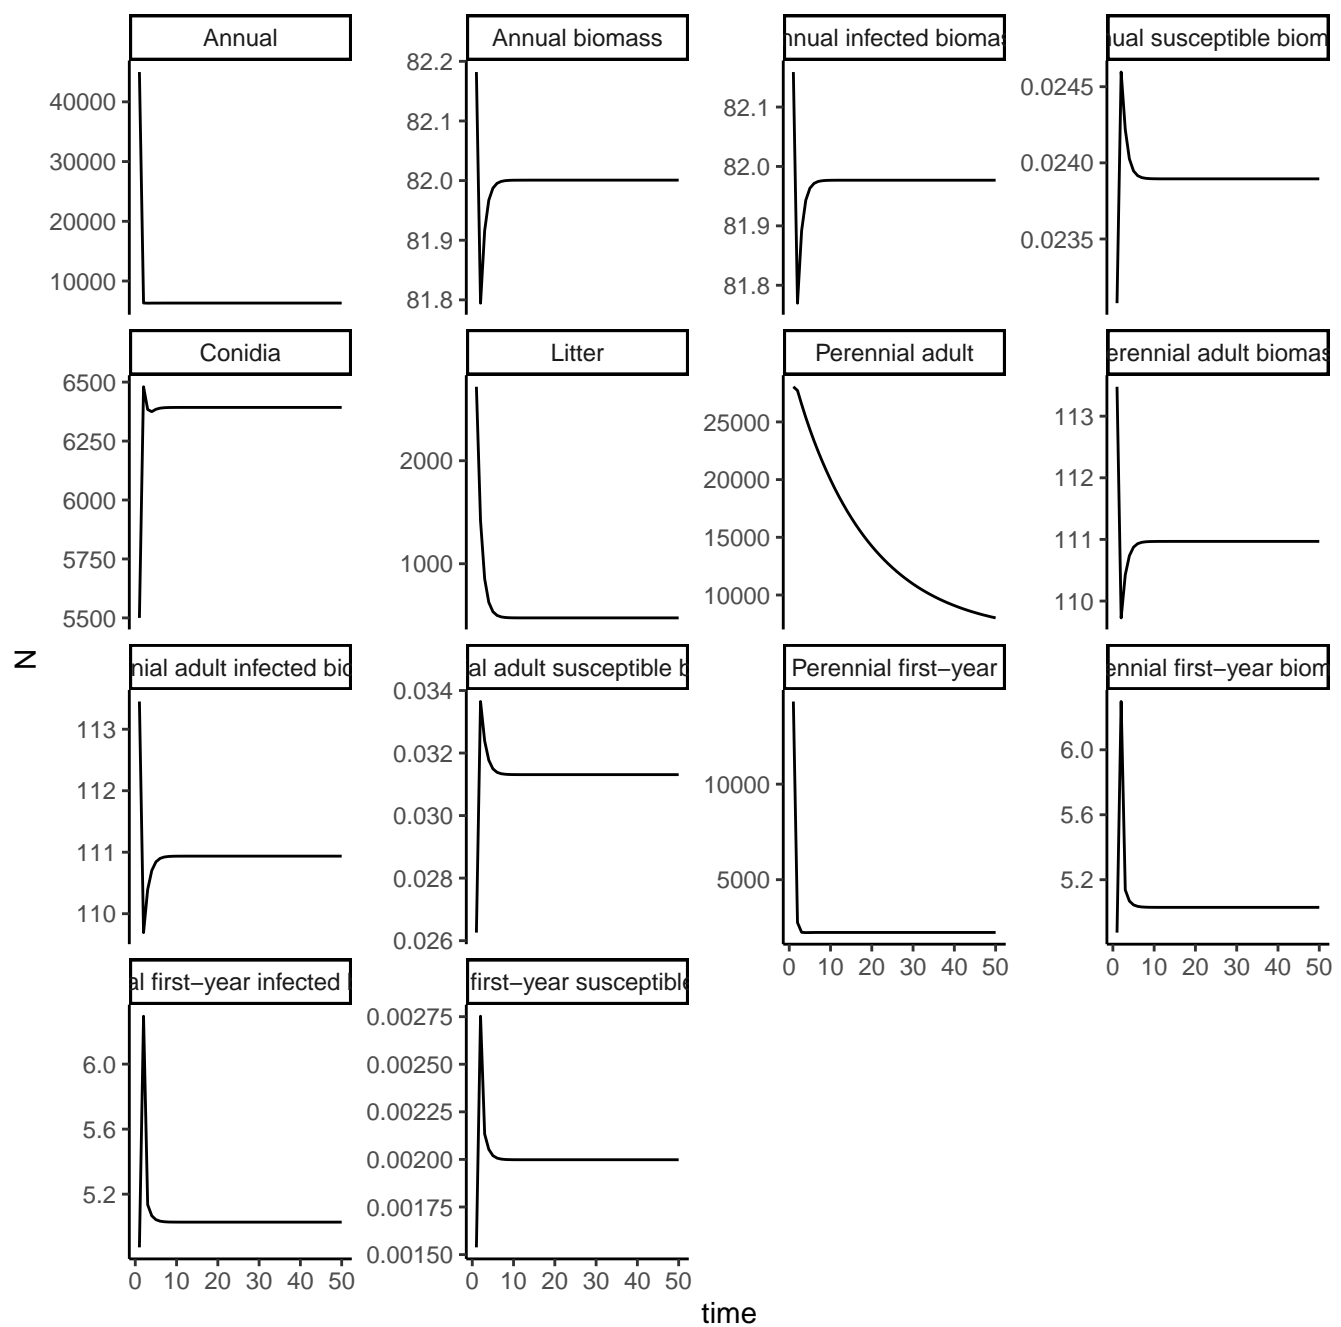 Annual
Annual biomass
nnual infected biomas
ual susceptible biom
40000
30000
20000
10000
82.2
82.1
82.0
81.9
81.8
82.1
82.0
81.9
81.8
0.0245
0.0240
0.0235
Conidia
Litter
Perennial adult
erennial adult biomas
6500
6250
6000
5750
5500
2000
1000
25000
20000
15000
10000
113
112
111
110
N
nial adult infected bio
al adult susceptible b
Perennial first−year
ennial first−year biom
113
112
111
110
0.034
0.032
0.030
0.028
0.026
10000
5000
6.0
5.6
5.2
0 10 20 30 40 50
0 10 20 30 40 50
al first−year infected
first−year susceptible
6.0
5.6
5.2
0.00275
0.00250
0.00225
0.00200
0.00175
0.00150
0 10 20 30 40 50
0 10 20 30 40 50
time